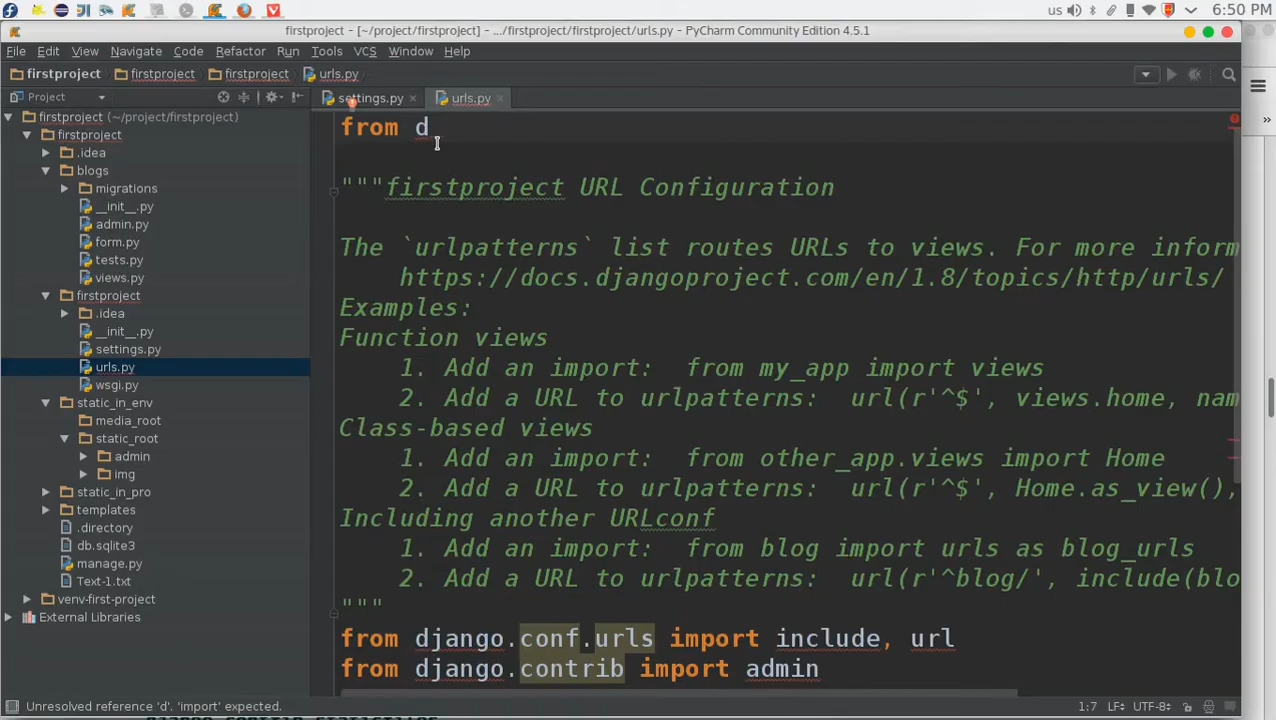 us 6:50 PM
firstproject - [~/project/firstproject] - .../firstproject/firstproject/urls.py - PyCharm Community Edition 4.5.1
File Edit View Navigate Code Refactor Run Tools VCS Window Help
firstproject firstproject firstproject urls.py
Project settings.py × urls.py ×
firstproject (~/project/firstproject)
firstproject
.idea
blogs
migrations
__init__.py
admin.py
form.py
tests.py
views.py
firstproject
.idea
__init__.py
settings.py
urls.py
wsgi.py
static_in_env
media_root
static_root
admin
img
static_in_pro
templates
.directory
db.sqlite3
manage.py
Text-1.txt
venv-first-project
External Libraries
from d
"""firstproject URL Configuration
The `urlpatterns` list routes URLs to views. For more inform
https://docs.djangoproject.com/en/1.8/topics/http/urls/
Examples:
Function views
1. Add an import:  from my_app import views
2. Add a URL to urlpatterns:  url(r'^$', views.home, nam
Class-based views
1. Add an import:  from other_app.views import Home
2. Add a URL to urlpatterns:  url(r'^$', Home.as_view(),
Including another URLconf
1. Add an import:  from blog import urls as blog_urls
2. Add a URL to urlpatterns:  url(r'^blog/', include(blo
"""
from django.conf.urls import include, url
from django.contrib import admin
Unresolved reference 'd'. 'import' expected. 1:7 LF÷ UTF-8÷